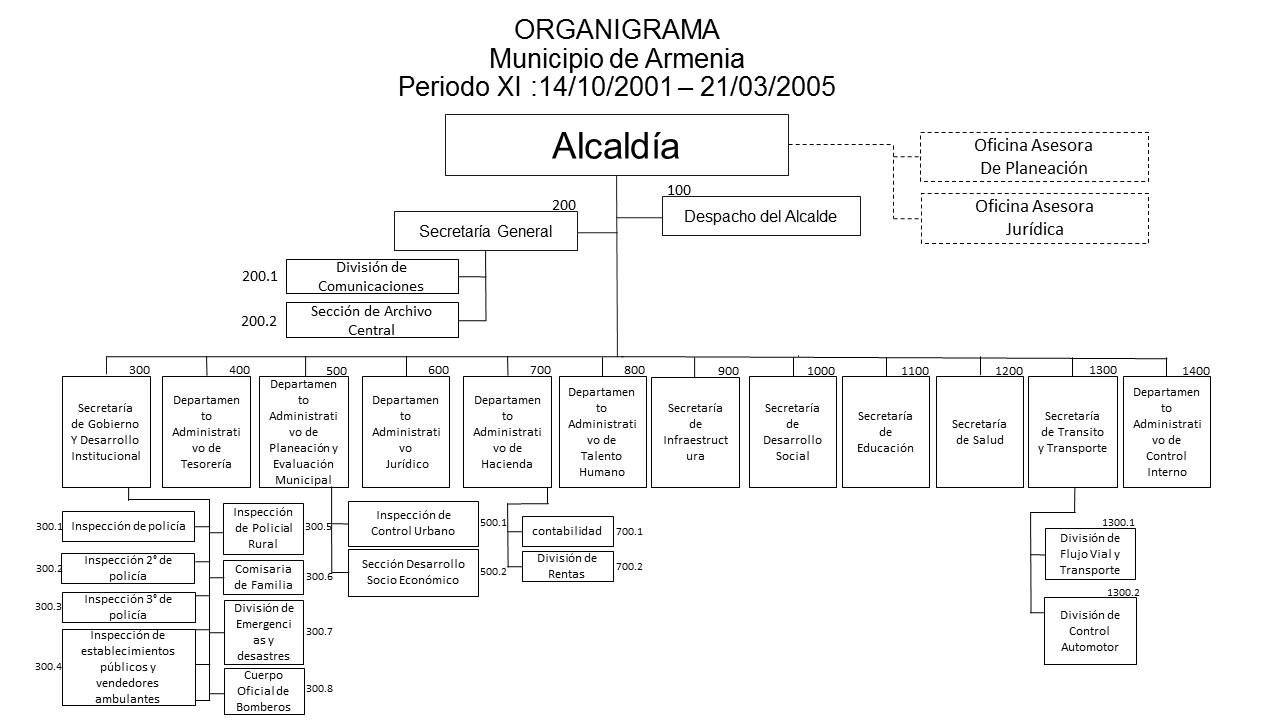 ORGANIGRAMA
Municipio de Armenia
Periodo XI :14/10/2001 – 21/03/2005
Alcaldía
Oficina Asesora
De Planeación
Oficina Asesora
Jurídica
100
Despacho del Alcalde
200
Secretaría General
200.1
División de
Comunicaciones
200.2
Sección de Archivo
Central
300
Secretaría
de Gobierno
Y Desarrollo
Institucional
400
Departamen
to
Administrati
vo de
Tesorería
500
Departamen
to
Administrati
vo de
Planeación y
Evaluación
Municipal
600
Departamen
to
Administrati
vo
Jurídico
700
Departamen
to
Administrati
vo de
Hacienda
800
Departamen
to
Administrati
vo de
Talento
Humano
900
Secretaría
de
Infraestruct
ura
1000
Secretaría
de
Desarrollo
Social
1100
Secretaría
de
Educación
1200
Secretaría
de Salud
1300
Secretaría
de Transito
y Transporte
1400
Departamen
to
Administrati
vo de
Control
Interno
300.1
Inspección de policía
300.2
Inspección 2° de
policía
300.3
Inspección 3° de
policía
300.4
Inspección de
establecimientos
públicos y
vendedores
ambulantes
Inspección
de Policial
Rural
300.5
Comisaria
de Familia
300.6
División de
Emergenci
as y
desastres
300.7
Cuerpo
Oficial de
Bomberos
300.8
Inspección de
Control Urbano
500.1
Sección Desarrollo
Socio Económico
500.2
contabilidad
700.1
División de
Rentas
700.2
1300.1
División de
Flujo Vial y
Transporte
1300.2
División de
Control
Automotor